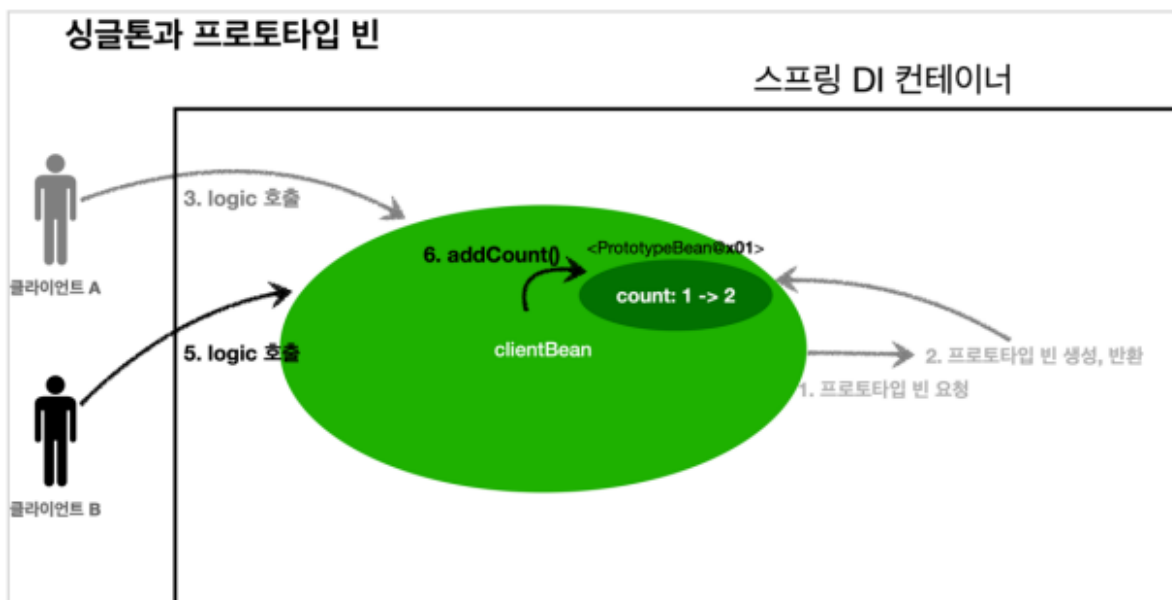 싱글톤과 프로토타입 빈
스프링 DI 컨테이너
3. logic 호출
클라이언트 A
6. addCount()
<PrototypeBean@x01>
count: 1 -> 2
5. logic 호출
clientBean
2. 프로토타입 빈 생성, 반환
1. 프로토타입 빈 요청
클라이언트 B